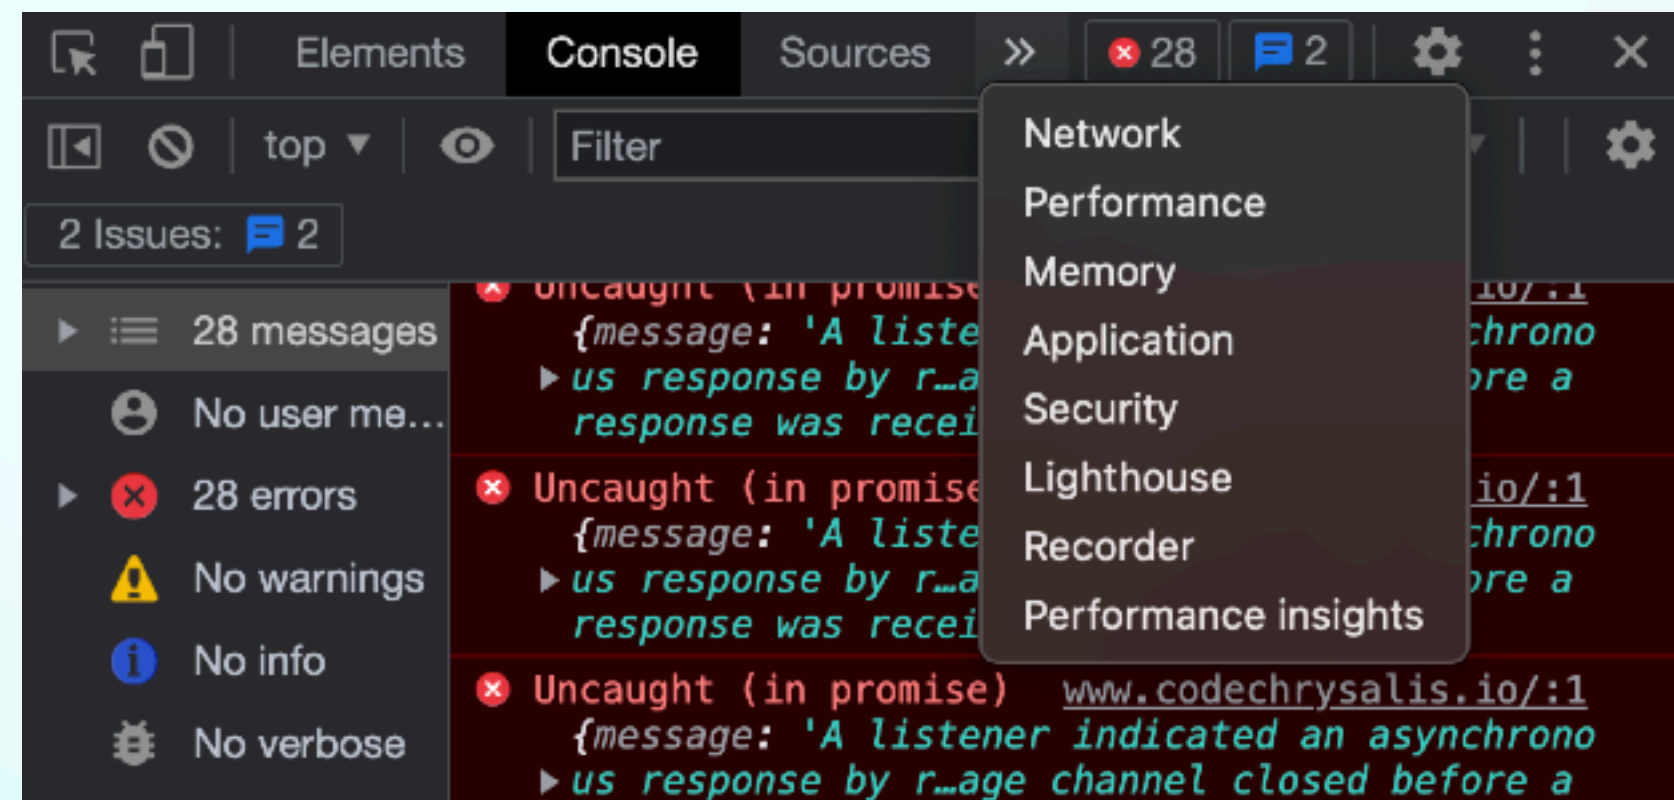 Elements Console Sources » 28 2
top ▼ Filter
2 Issues: 2
Network
Performance
Memory
Application
Security
Lighthouse
Recorder
Performance insights
28 messages
No user me...
28 errors
No warnings
No info
No verbose
Uncaught (in promise io/:1
{message: 'A liste chrono
us response by r…a ore a
response was recei
Uncaught (in promise io/:1
{message: 'A liste chrono
us response by r…a ore a
response was recei
Uncaught (in promise) www.codechrysalis.io/:1
{message: 'A listener indicated an asynchrono
us response by r…age channel closed before a